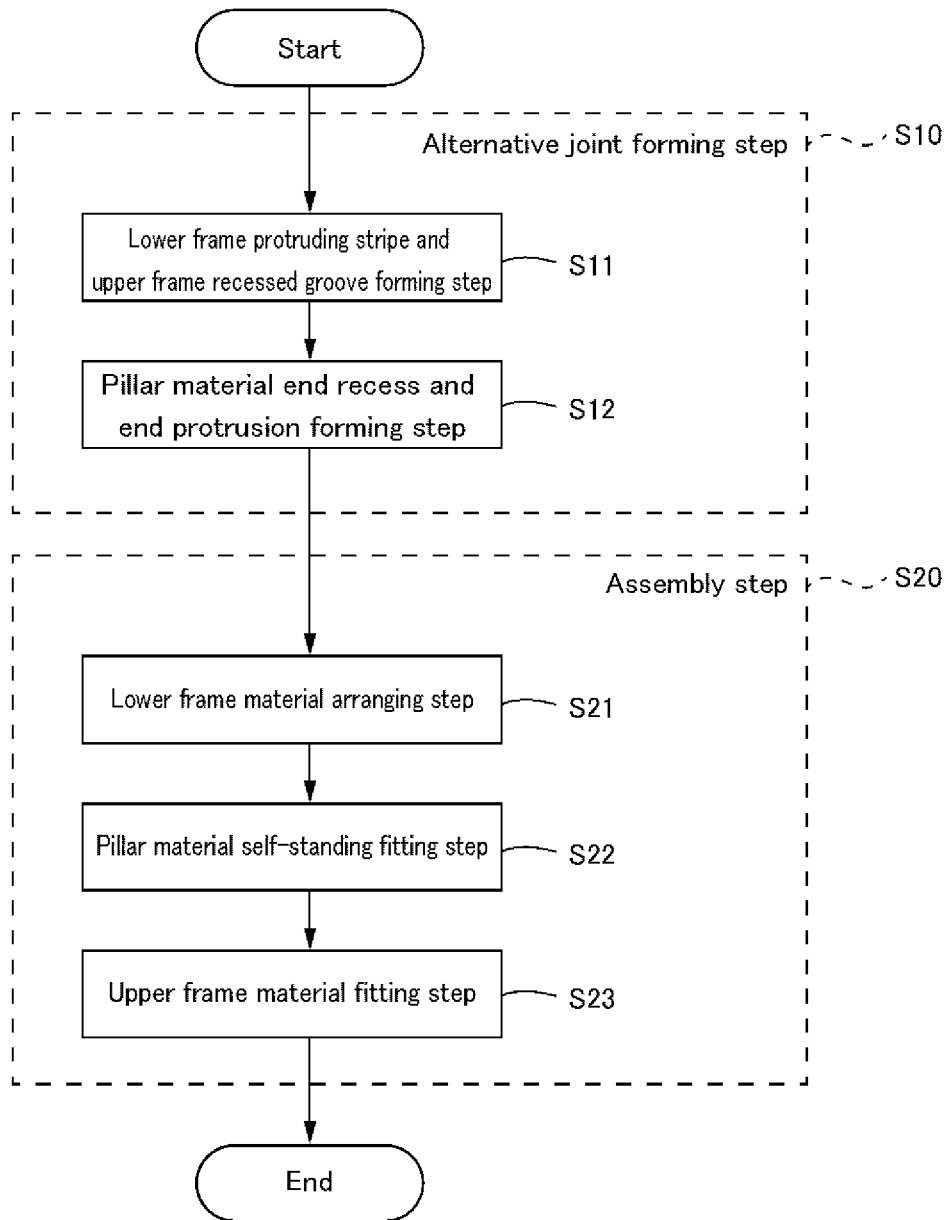 Start
Alternative joint forming step
S10
Lower frame protruding stripe and
upper frame recessed groove forming step
S11
Pillar material end recess and
end protrusion forming step
S12
Assembly step
S20
Lower frame material arranging step
S21
Pillar material self-standing fitting step
S22
Upper frame material fitting step
S23
End